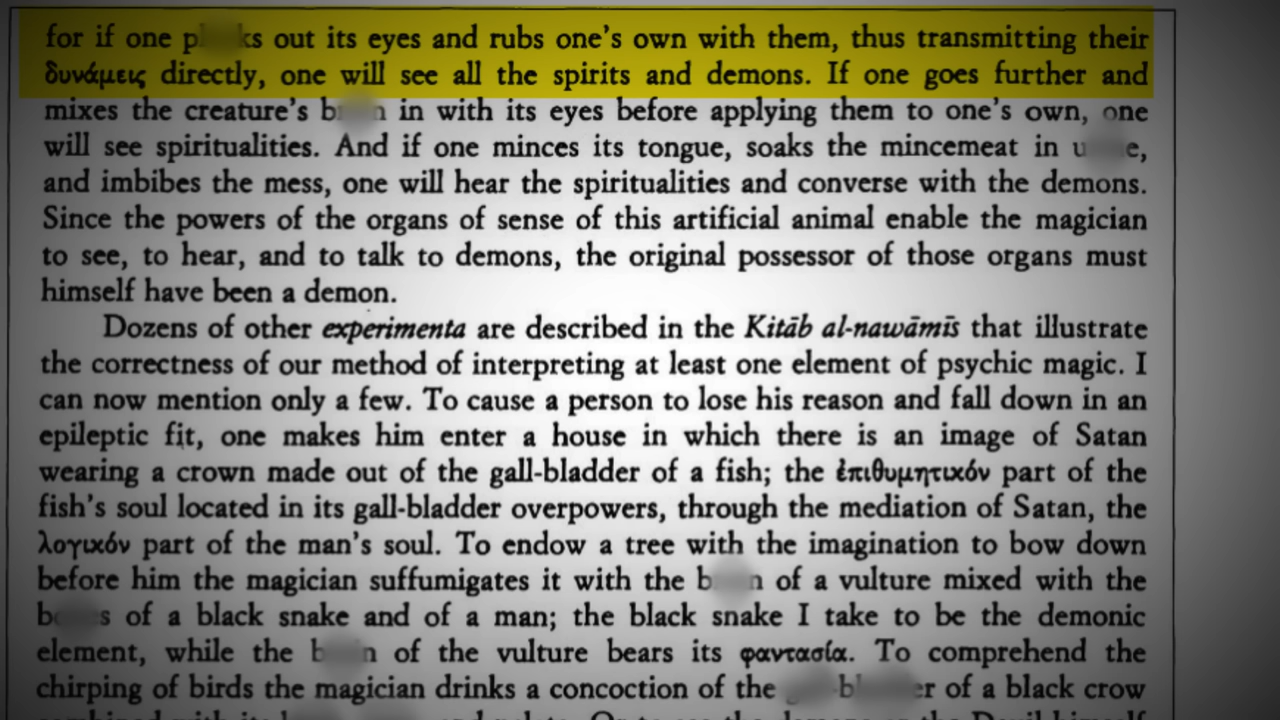 for if one out its eyes and rubs one's own with them, thus transmitting their
δυνάμεις directly, one will see all the spirits and demons. If one goes further and
mixes the creature's in with its eyes before applying them to one's own, one
will see spiritualities. And if one minces its tongue, soaks the mincemeat in
and imbibes the mess, one will hear the spiritualities and converse with the demons.
Since the powers of the organs of sense of this artificial animal enable the magician
to see, to hear, and to talk to demons, the original possessor of those organs must
himself have been a demon.
Dozens of other experimenta are described in the Kitāb al-nawāmīs that illustrate
the correctness of our method of interpreting at least one element of psychic magic. I
can now mention only a few. To cause a person to lose his reason and fall down in an
epileptic fit, one makes him enter a house in which there is an image of Satan
wearing a crown made out of the gall-bladder of a fish; the ἐπιθυμητικόν part of the
fish's soul located in its gall-bladder overpowers, through the mediation of Satan, the
λογικόν part of the man's soul. To endow a tree with the imagination to bow down
before him the magician suffumigates it with the of a vulture mixed with the
of a black snake and of a man; the black snake I take to be the demonic
element, while the of the vulture bears its φαντασία. To comprehend the
chirping of birds the magician drinks a concoction of the of a black crow